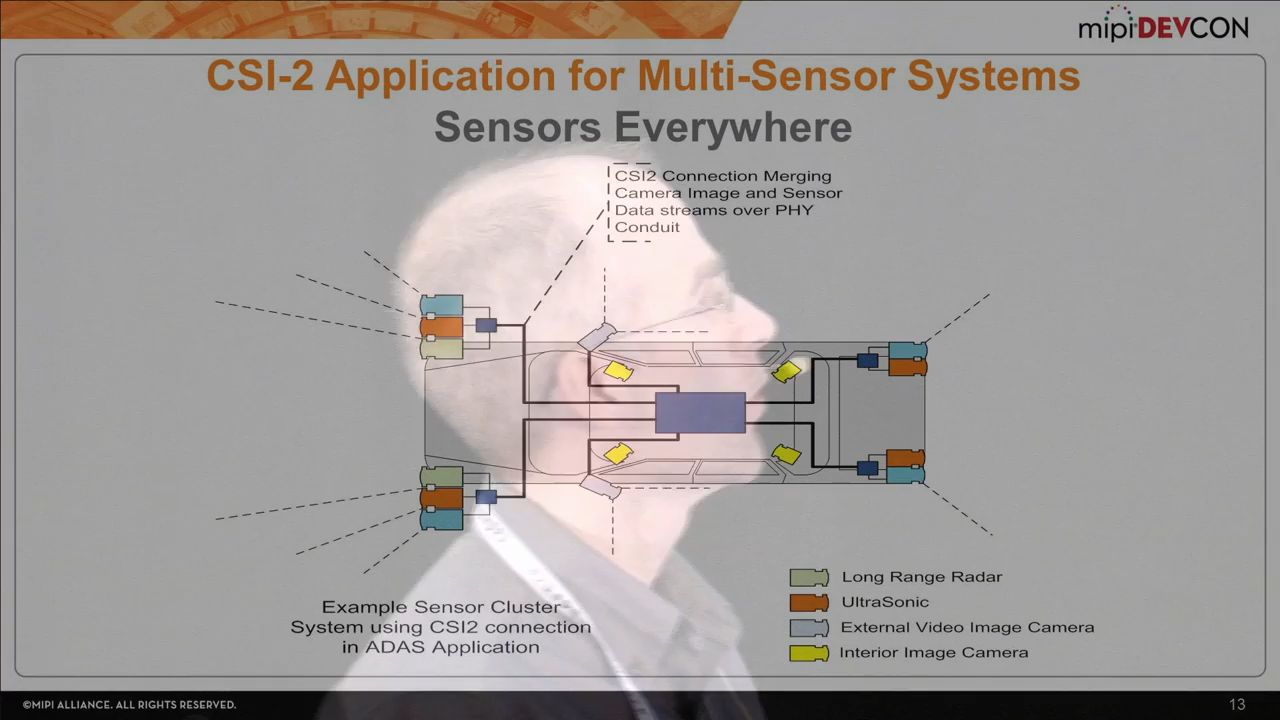 mipi DEVCON
CSI-2 Application for Multi-Sensor Systems
Sensors Everywhere
CSI2 Connection Merging
Camera Image and Sensor
Data streams over PHY
Conduit
Long Range Radar
UltraSonic
External Video Image Camera
Interior Image Camera
Example Sensor Cluster
System using CSI2 connection
in ADAS Application
©MIPI ALLIANCE. ALL RIGHTS RESERVED.
13